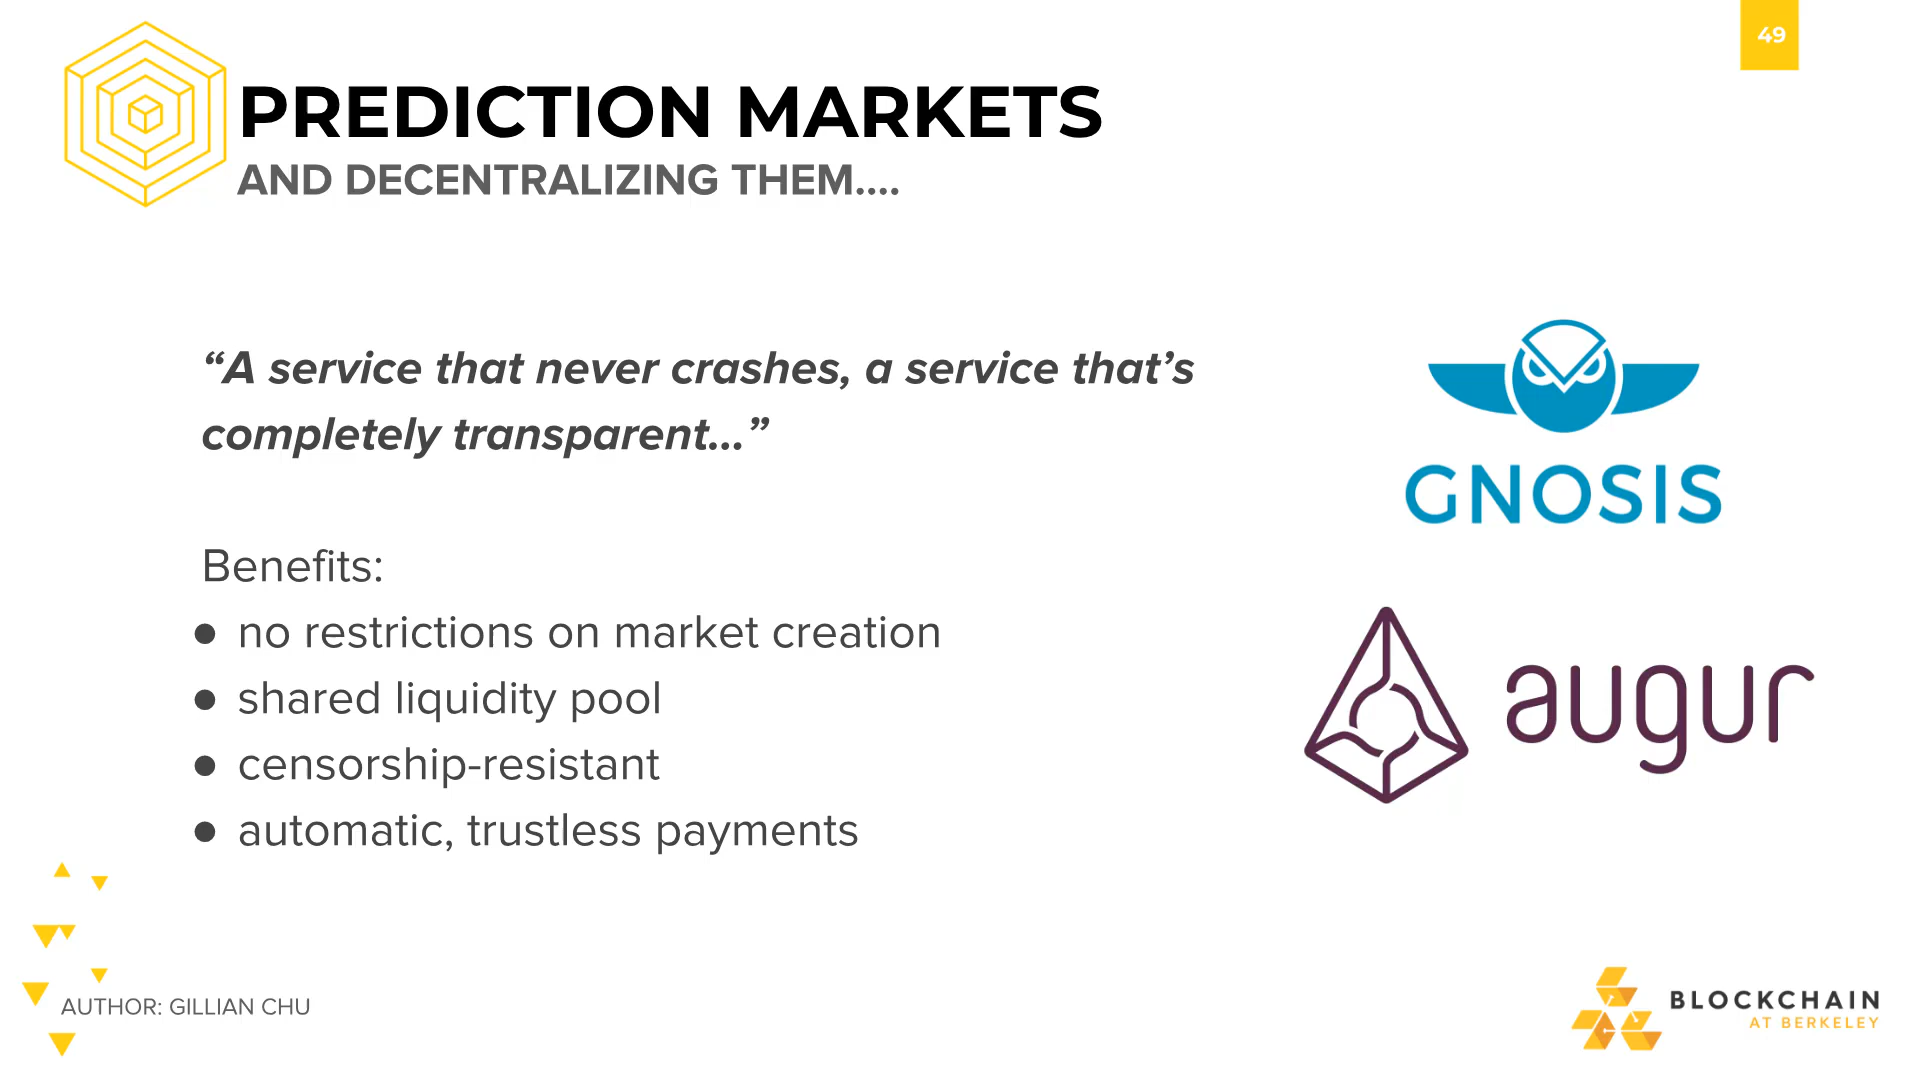 49
PREDICTION MARKETS
AND DECENTRALIZING THEM....
“A service that never crashes, a service that’s
completely transparent...”
Benefits:
● no restrictions on market creation
● shared liquidity pool
● censorship-resistant
● automatic, trustless payments
GNOSIS
augur
AUTHOR: GILLIAN CHU
BLOCKCHAIN
AT BERKELEY